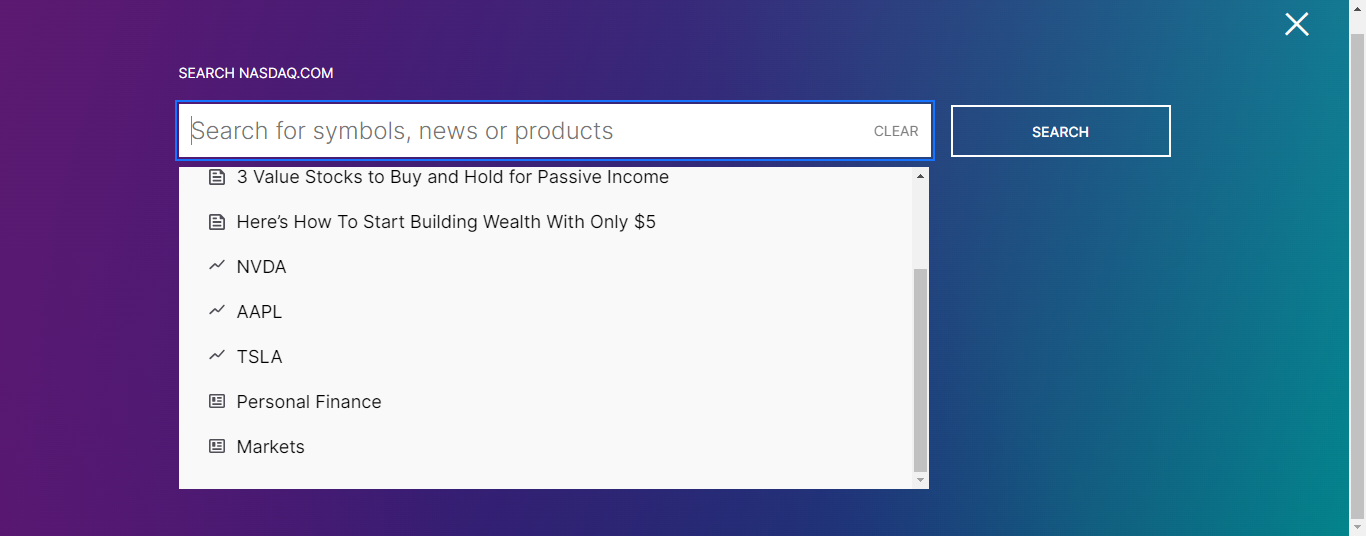 SEARCH NASDAQ.COM
Search for symbols, news or products CLEAR SEARCH
3 Value Stocks to Buy and Hold for Passive Income
Here’s How To Start Building Wealth With Only $5
NVDA
AAPL
TSLA
Personal Finance
Markets